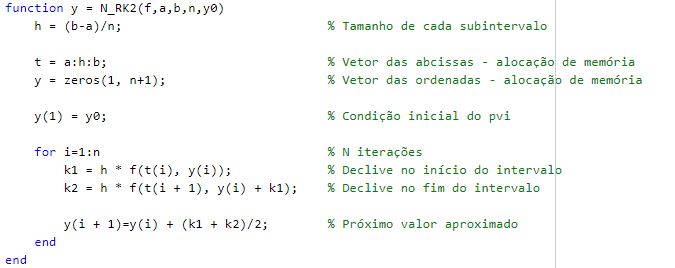 function y = N_RK2(f,a,b,n,y0)
h = (b-a)/n; % Tamanho de cada subintervalo
t = a:h:b; % Vetor das abcissas - alocação de memória
y = zeros(1, n+1); % Vetor das ordenadas - alocação de memória
y(1) = y0; % Condição inicial do pvi
for i=1:n % N iterações
k1 = h * f(t(i), y(i)); % Declive no início do intervalo
k2 = h * f(t(i + 1), y(i) + k1); % Declive no fim do intervalo
y(i + 1)=y(i) + (k1 + k2)/2; % Próximo valor aproximado
end
end